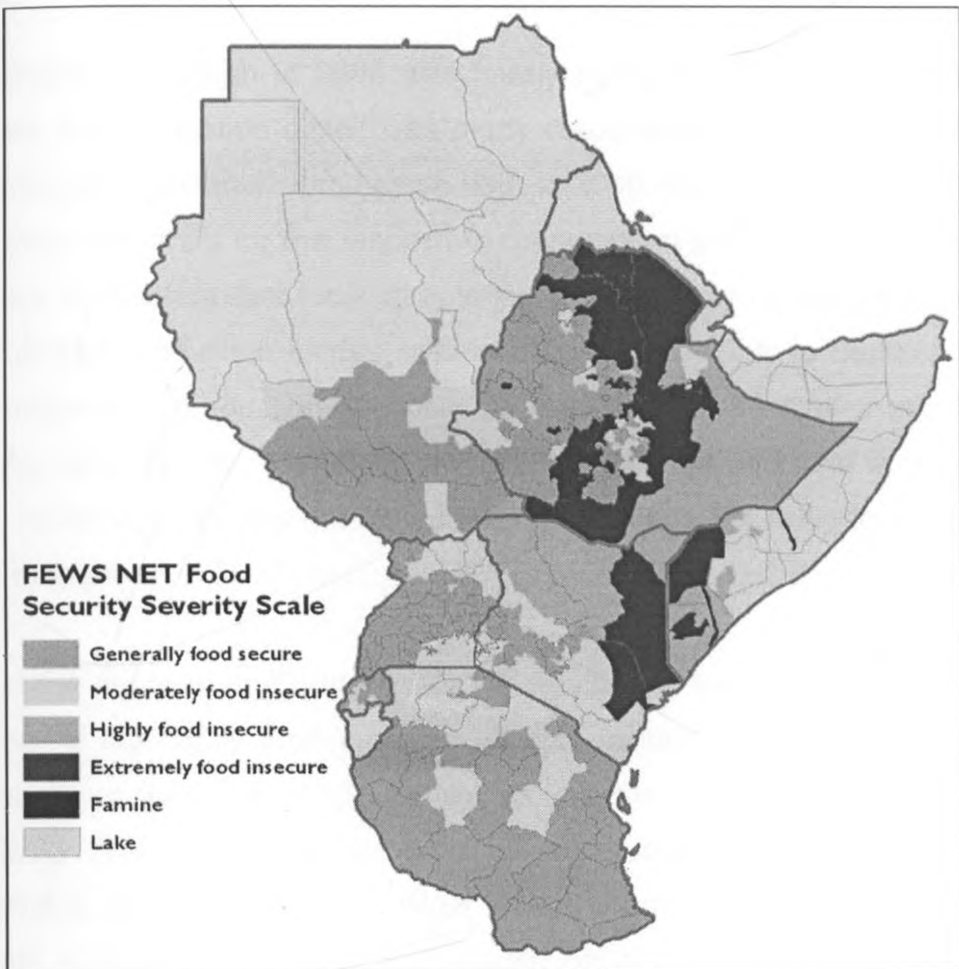 FEWS NET Food
Security Severity Scale
Generally food secure
Moderately food insecure
Highly food insecure
Extremely food insecure
Famine
Lake